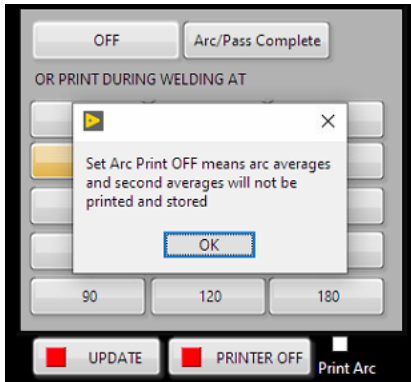 OFF Arc/Pass Complete
OR PRINT DURING WELDING AT
Set Arc Print OFF means arc averages
and second averages will not be
printed and stored
OK
90 120 180
UPDATE PRINTER OFF Print Arc